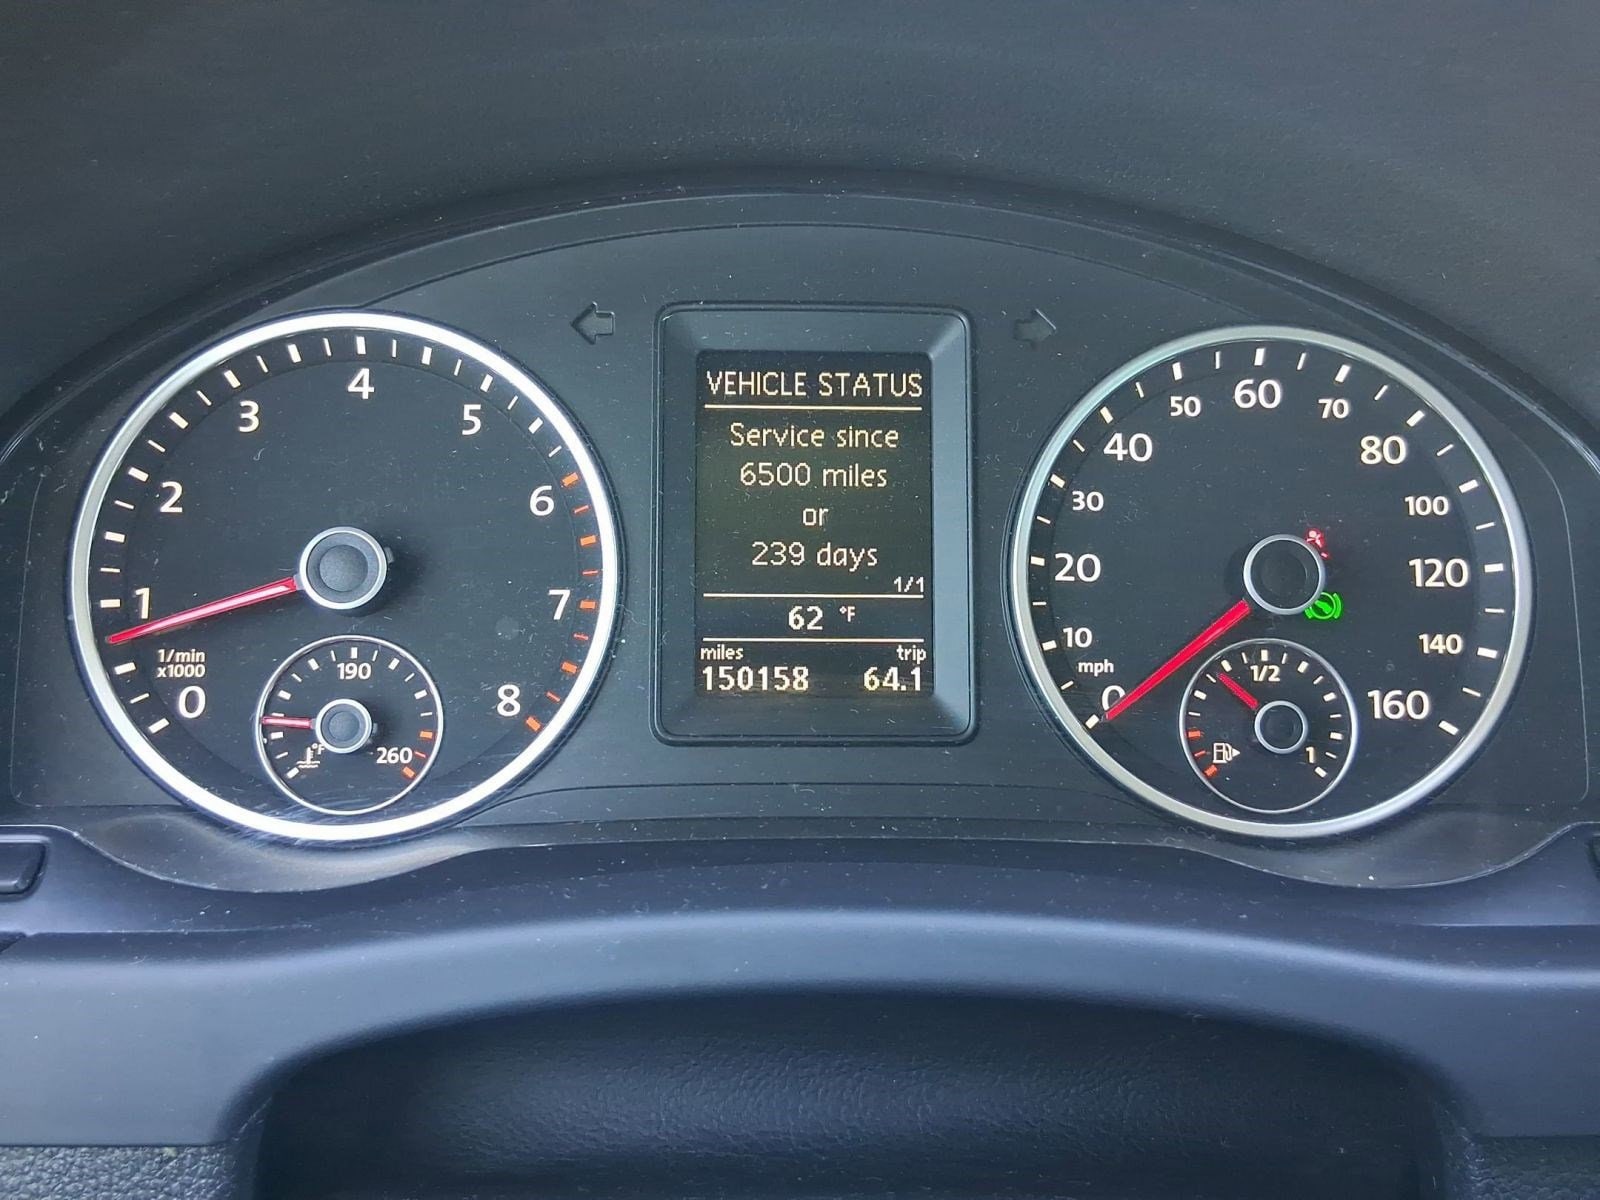 0
1
2
3
4
5
6
7
8
1/min
x1000
190
260
°F
VEHICLE STATUS
Service since
6500 miles
or
239 days
1/1
62 °F
miles trip
150158 64.1
0
10
20
30
40
50
60
70
80
100
120
140
160
mph
1/2
1